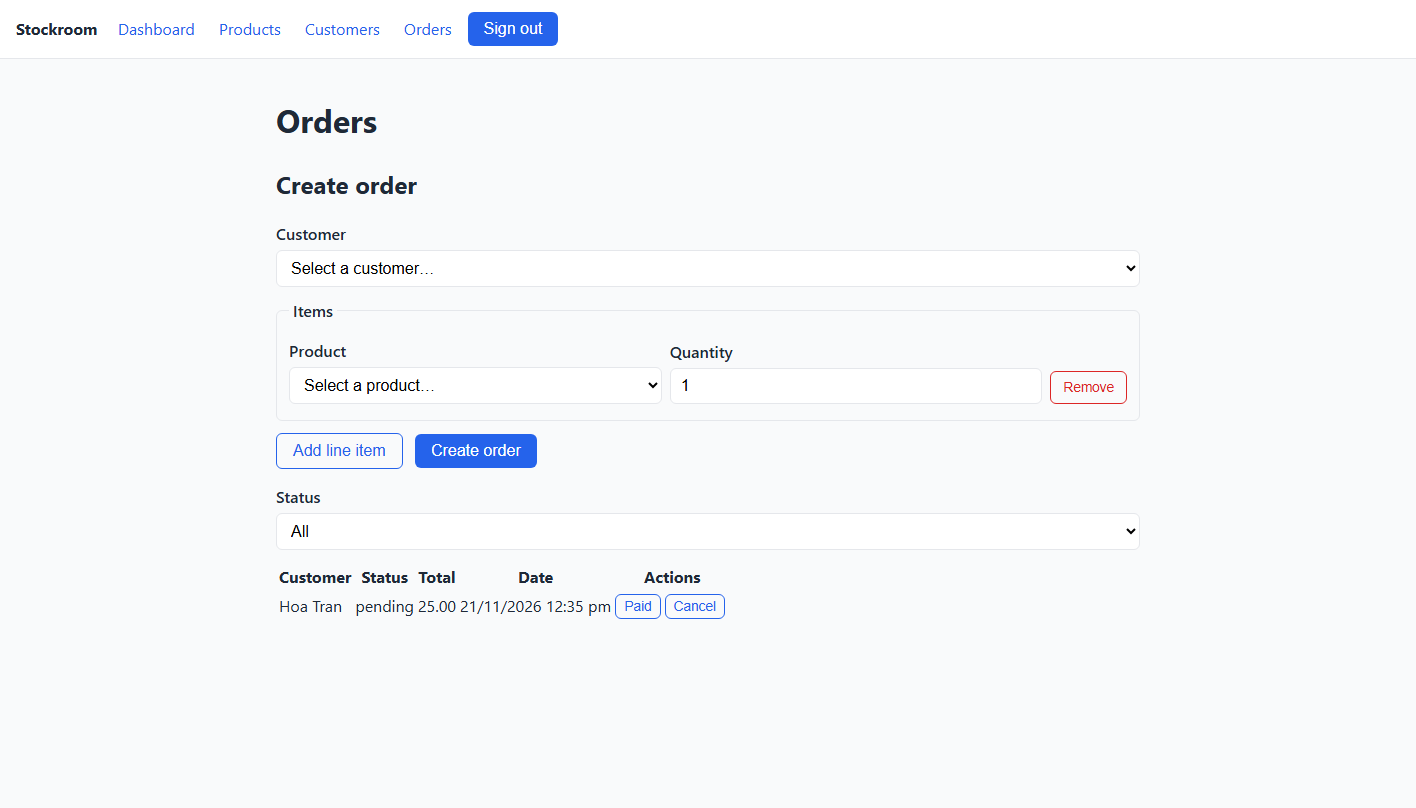 Stockroom Dashboard Products Customers Orders Sign out
Orders
Create order
Customer
Select a customer…
Items
Product Quantity
Select a product… 1 Remove
Add line item Create order
Status
All
Customer Status Total Date Actions
Hoa Tran pending 25.00 21/11/2026 12:35 pm Paid Cancel